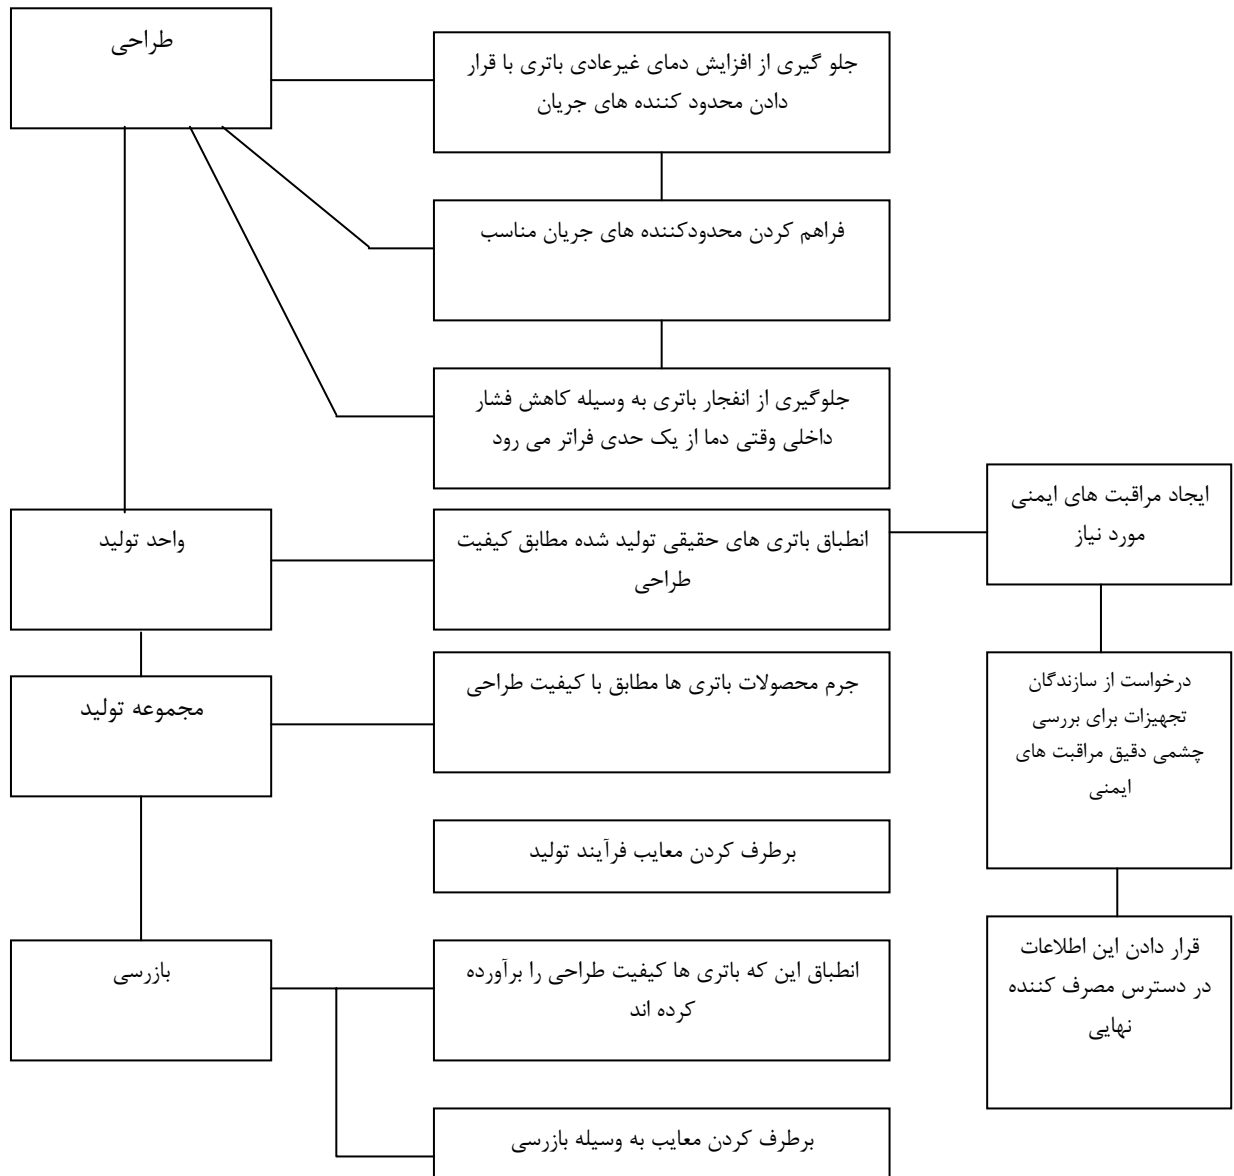 طراحی
جلو گیری از افزایش دمای غیرعادی باتری با قرار
دادن محدود کننده های جریان
فراهم کردن محدودکننده های جریان مناسب
جلوگیری از انفجار باتری به وسیله کاهش فشار
داخلی وقتی دما از یک حدی فراتر می رود
واحد تولید
انطباق باتری های حقیقی تولید شده مطابق کیفیت
طراحی
ایجاد مراقبت های ایمنی
مورد نیاز
مجموعه تولید
جرم محصولات باتری ها مطابق با کیفیت طراحی
درخواست از سازندگان
تجهیزات برای بررسی
چشمی دقیق مراقبت های
ایمنی
برطرف کردن معایب فرآیند تولید
بازرسی
انطباق این که باتری ها کیفیت طراحی را برآورده
کرده اند
قرار دادن این اطلاعات
در دسترس مصرف کننده
نهایی
برطرف کردن معایب به وسیله بازرسی